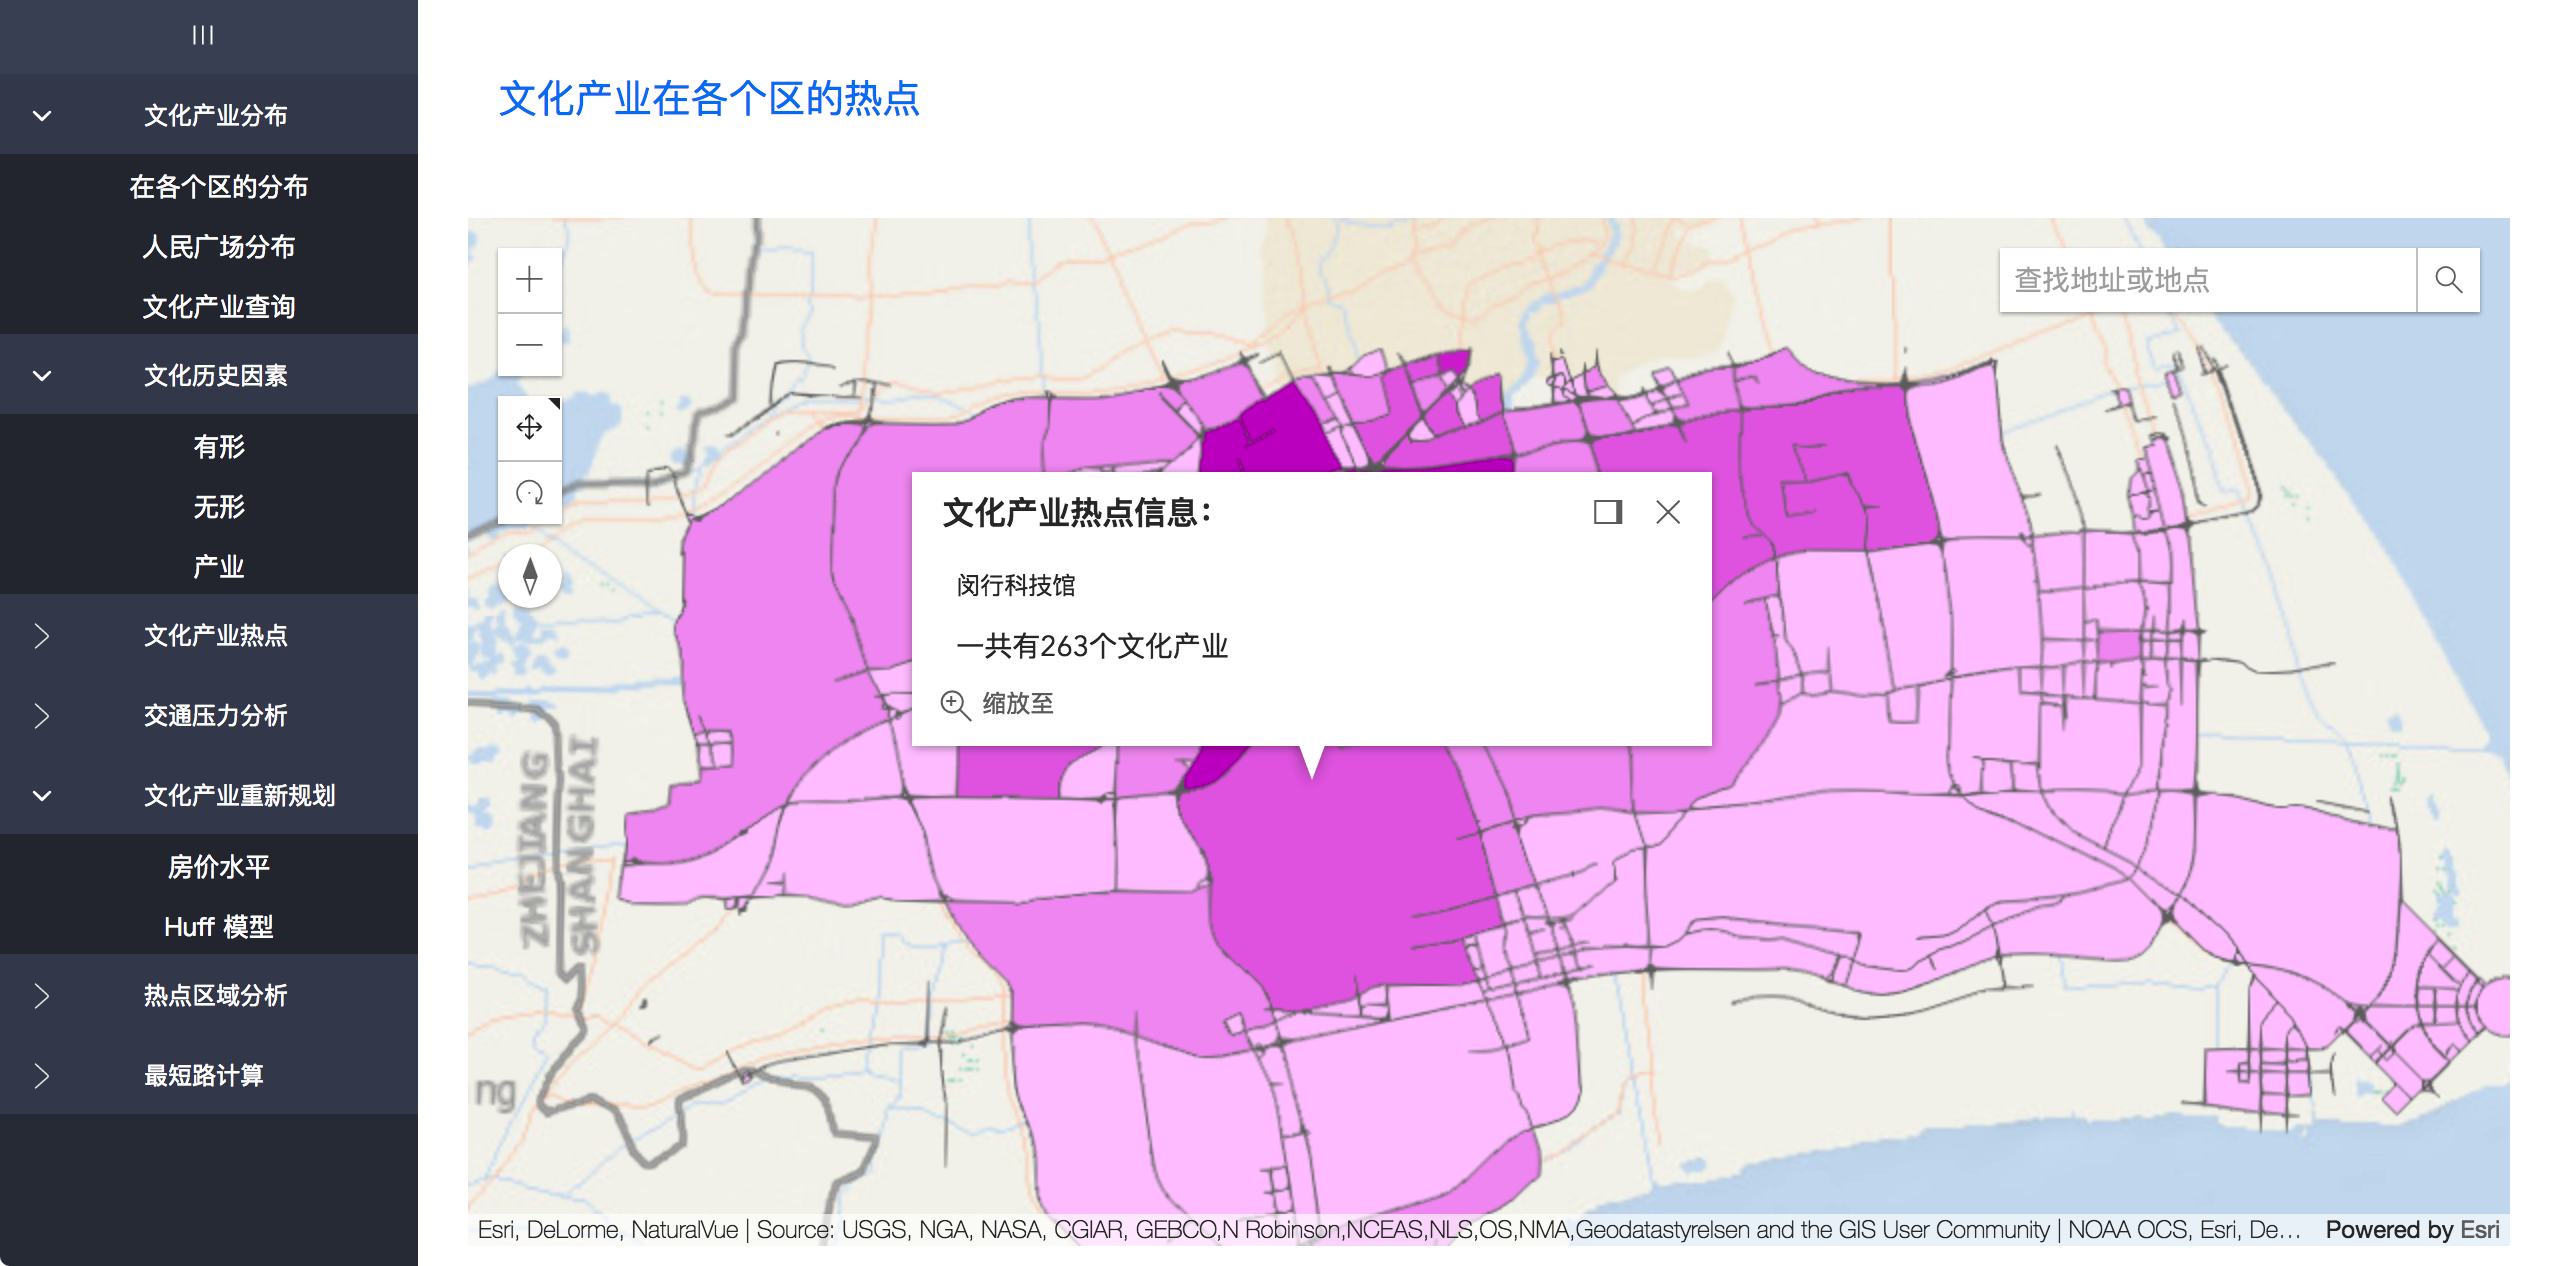 文化产业分布
在各个区的分布
人民广场分布
文化产业查询
文化历史因素
有形
无形
产业
文化产业热点
交通压力分析
文化产业重新规划
房价水平
Huff 模型
热点区域分析
最短路计算
文化产业在各个区的热点
查找地址或地点
文化产业热点信息：
闵行科技馆
一共有263个文化产业
缩放至
ZHEJIANG
SHANGHAI
ng
Esri, DeLorme, NaturalVue | Source: USGS, NGA, NASA, CGIAR, GEBCO,N Robinson,NCEAS,NLS,OS,NMA,Geodatastyrelsen and the GIS User Community | NOAA OCS, Esri, De... Powered by Esri